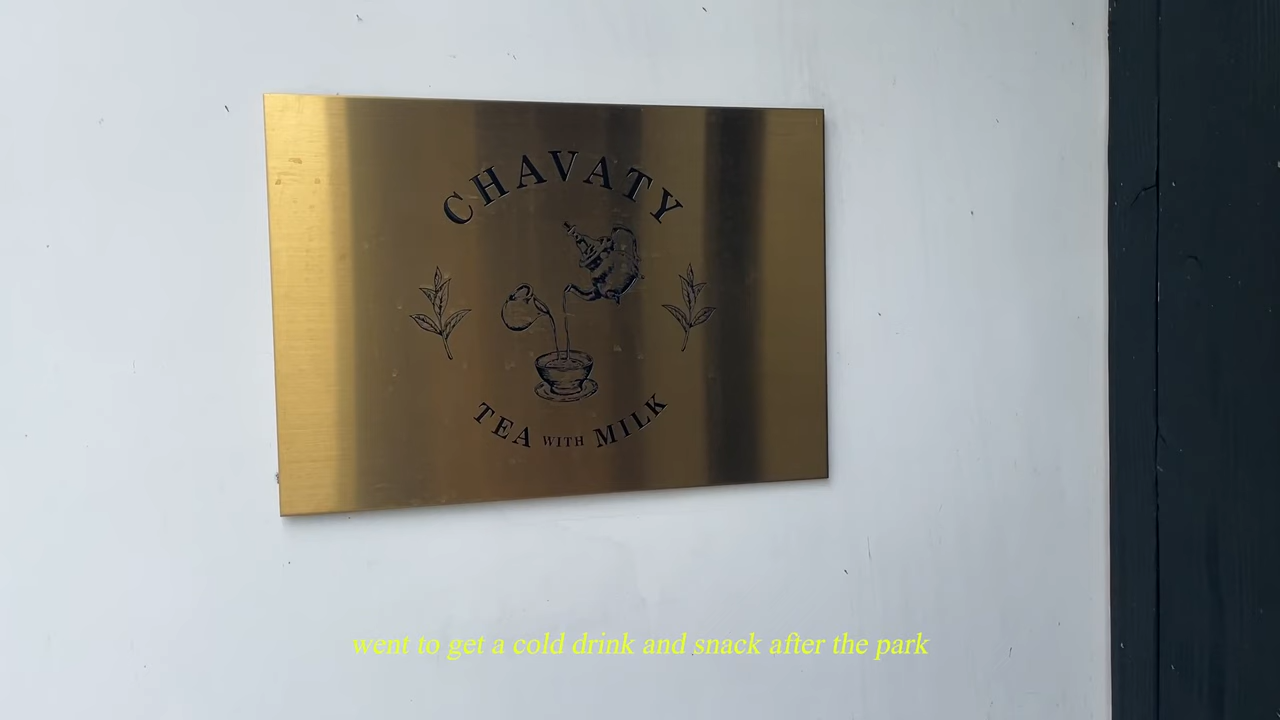 CHAVATY
TEA WITH MILK
went to get a cold drink and snack after the park